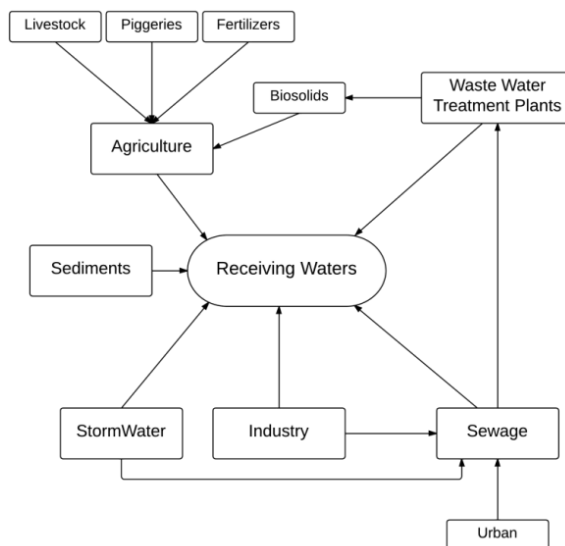 Livestock
Piggeries
Fertilizers
Biosolids
Waste Water
Treatment Plants
Agriculture
Sediments
Receiving Waters
StormWater
Industry
Sewage
Urban